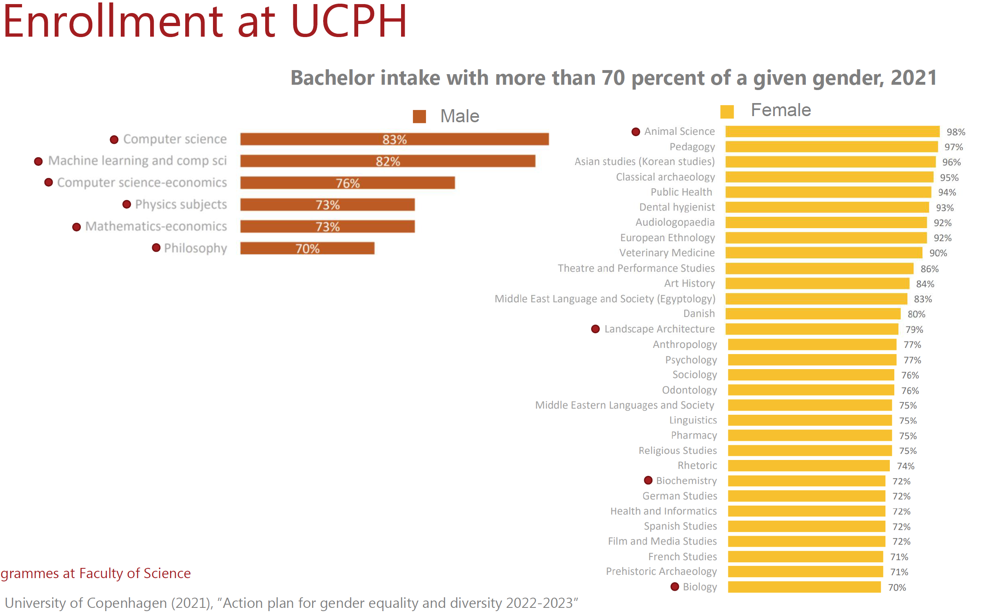 Enrollment at UCPH
Bachelor intake with more than 70 percent of a given gender, 2021
Male
Computer science 83%
Machine learning and comp sci 82%
Computer science-economics 76%
Physics subjects 73%
Mathematics-economics 73%
Philosophy 70%
Female
Animal Science 98%
Pedagogy 97%
Asian studies (Korean studies) 96%
Classical archaeology 95%
Public Health 94%
Dental hygienist 93%
Audiologopaedia 92%
European Ethnology 92%
Veterinary Medicine 90%
Theatre and Performance Studies 86%
Art History 84%
Middle East Language and Society (Egyptology) 83%
Danish 80%
Landscape Architecture 79%
Anthropology 77%
Psychology 77%
Sociology 76%
Odontology 76%
Middle Eastern Languages and Society 75%
Linguistics 75%
Pharmacy 75%
Religious Studies 75%
Rhetoric 74%
Biochemistry 72%
German Studies 72%
Health and Informatics 72%
Spanish Studies 72%
Film and Media Studies 72%
French Studies 71%
Prehistoric Archaeology 71%
Biology 70%
grammes at Faculty of Science
University of Copenhagen (2021), ”Action plan for gender equality and diversity 2022-2023”